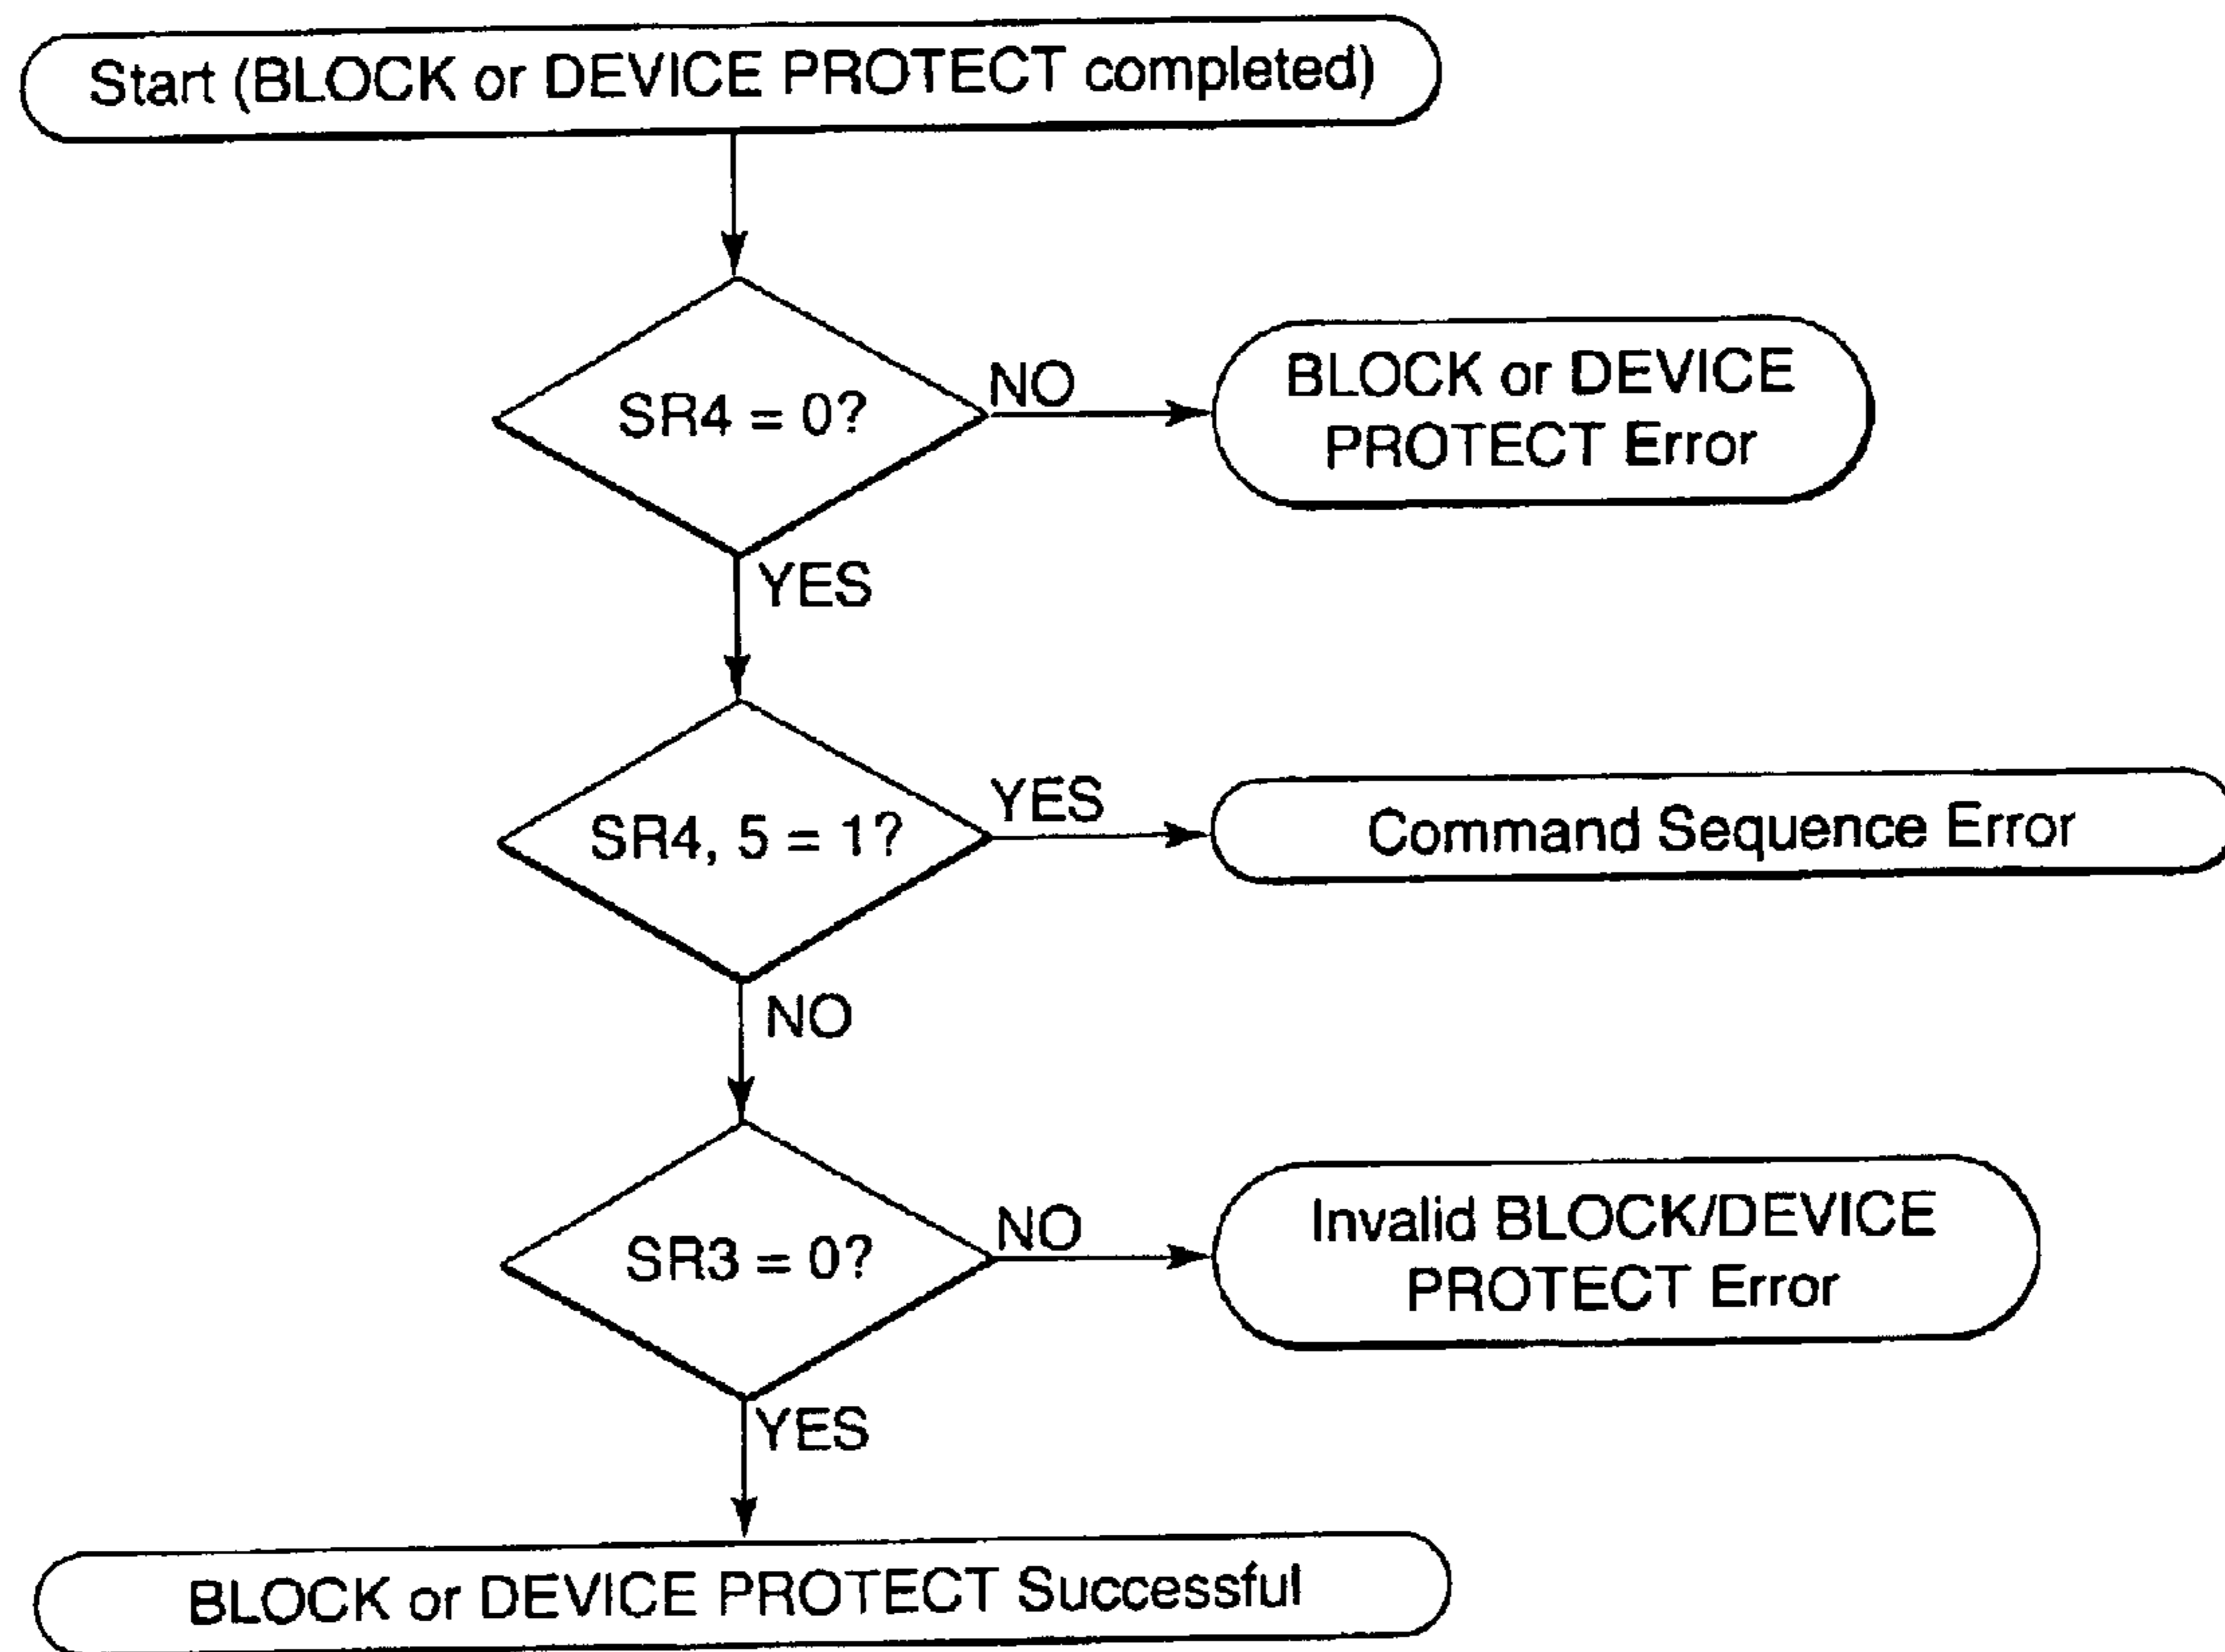 Start (BLOCK or DEVICE PROTECT completed)
SR4 = 0?
NO
BLOCK or DEVICE
PROTECT Error
YES
SR4, 5 = 1?
YES
Command Sequence Error
NO
SR3 = 0?
NO
Invalid BLOCK/DEVICE
PROTECT Error
YES
BLOCK or DEVICE PROTECT Successful